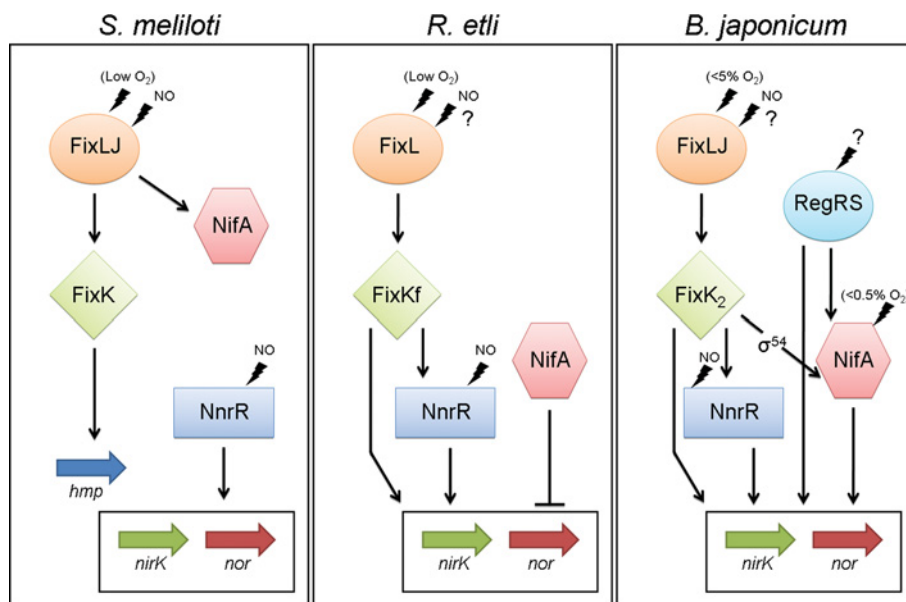 S. meliloti
(Low O₂)
NO
FixLJ
NifA
FixK
NO
NnrR
hmp
nirK
nor
R. etli
(Low O₂)
NO
?
FixL
FixKf
NO
NifA
NnrR
nirK
nor
B. japonicum
(<5% O₂)
NO
?
FixLJ
?
RegRS
FixK₂
(<0.5% O₂)
σ⁵⁴
NifA
NO
NnrR
nirK
nor